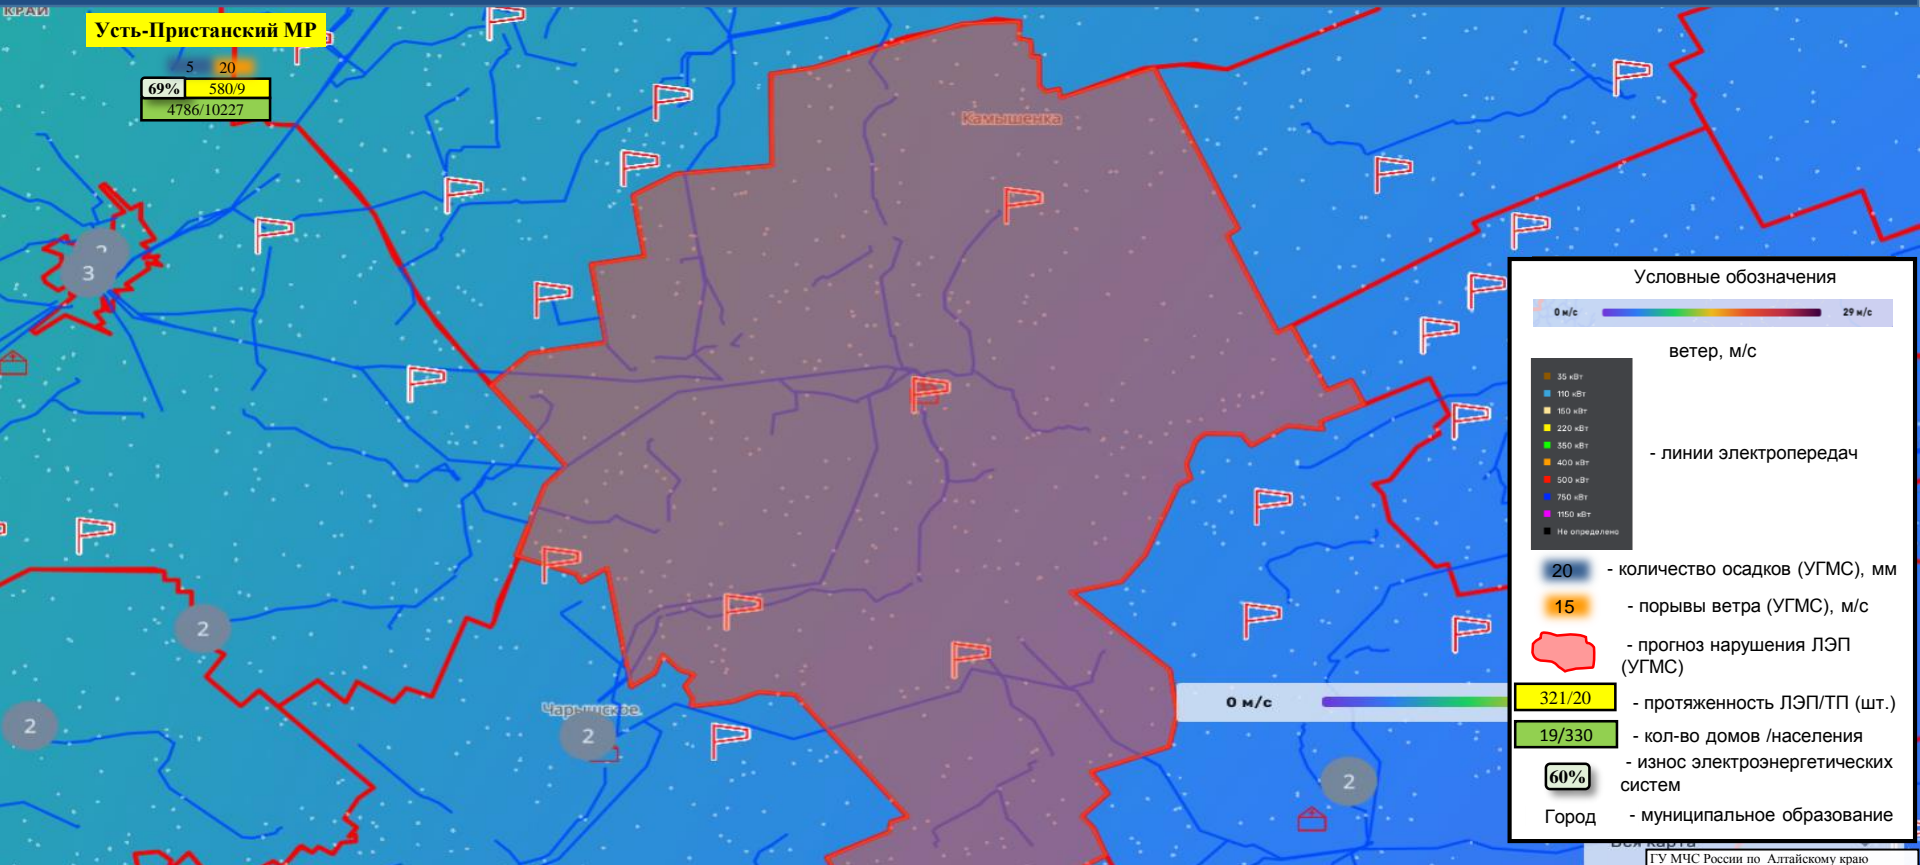 КРАЙ
Усть-Пристанский МР
5 20
69% 580/9
4786/10227
Камышенка
3
2
2
Чарышское
2
2
0 м/с
Условные обозначения
0 м/с 29 м/с
ветер, м/с
35 кВт
110 кВт
150 кВт
220 кВт
350 кВт
400 кВт
500 кВт
750 кВт
1150 кВт
Не определено
- линии электропередач
20 - количество осадков (УГМС), мм
15 - порывы ветра (УГМС), м/с
- прогноз нарушения ЛЭП
(УГМС)
321/20 - протяженность ЛЭП/ТП (шт.)
19/330 - кол-во домов /населения
60% - износ электроэнергетических
систем
Город - муниципальное образование
Вся карта
ГУ МЧС России по Алтайскому краю